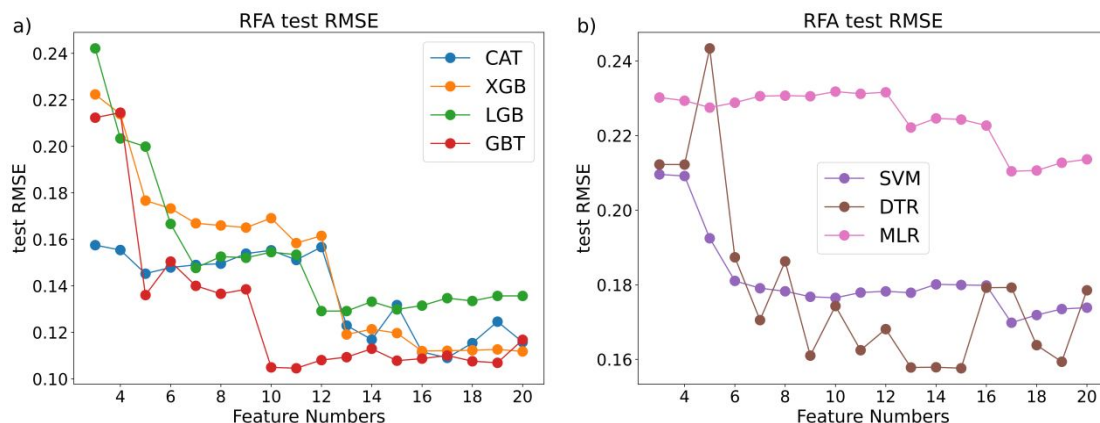 a)
RFA test RMSE
test RMSE
0.24
0.22
0.20
0.18
0.16
0.14
0.12
0.10
4 6 8 10 12 14 16 18 20
Feature Numbers
CAT
XGB
LGB
GBT
b)
RFA test RMSE
test RMSE
0.24
0.22
0.20
0.18
0.16
4 6 8 10 12 14 16 18 20
Feature Numbers
SVM
DTR
MLR